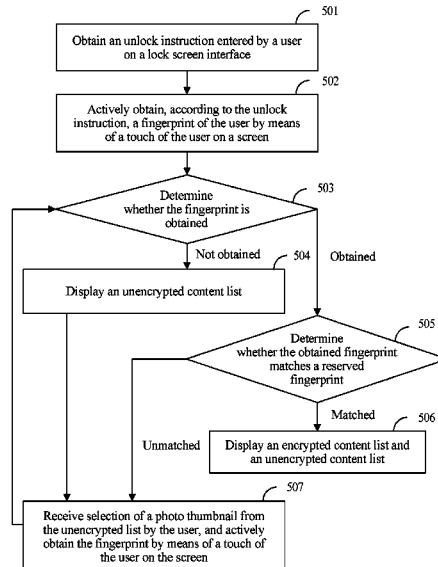 501
Obtain an unlock instruction entered by a user
on a lock screen interface
502
Actively obtain, according to the unlock
instruction, a fingerprint of the user by means
of a touch of the user on a screen
503
Determine
whether the fingerprint is
obtained
Not obtained
504
Obtained
Display an unencrypted content list
505
Determine
whether the obtained fingerprint
matches a reserved
fingerprint
Matched
506
Unmatched
Display an encrypted content list and
an unencrypted content list
507
Receive selection of a photo thumbnail from
the unencrypted list by the user, and actively
obtain the fingerprint by means of a touch of
the user on the screen